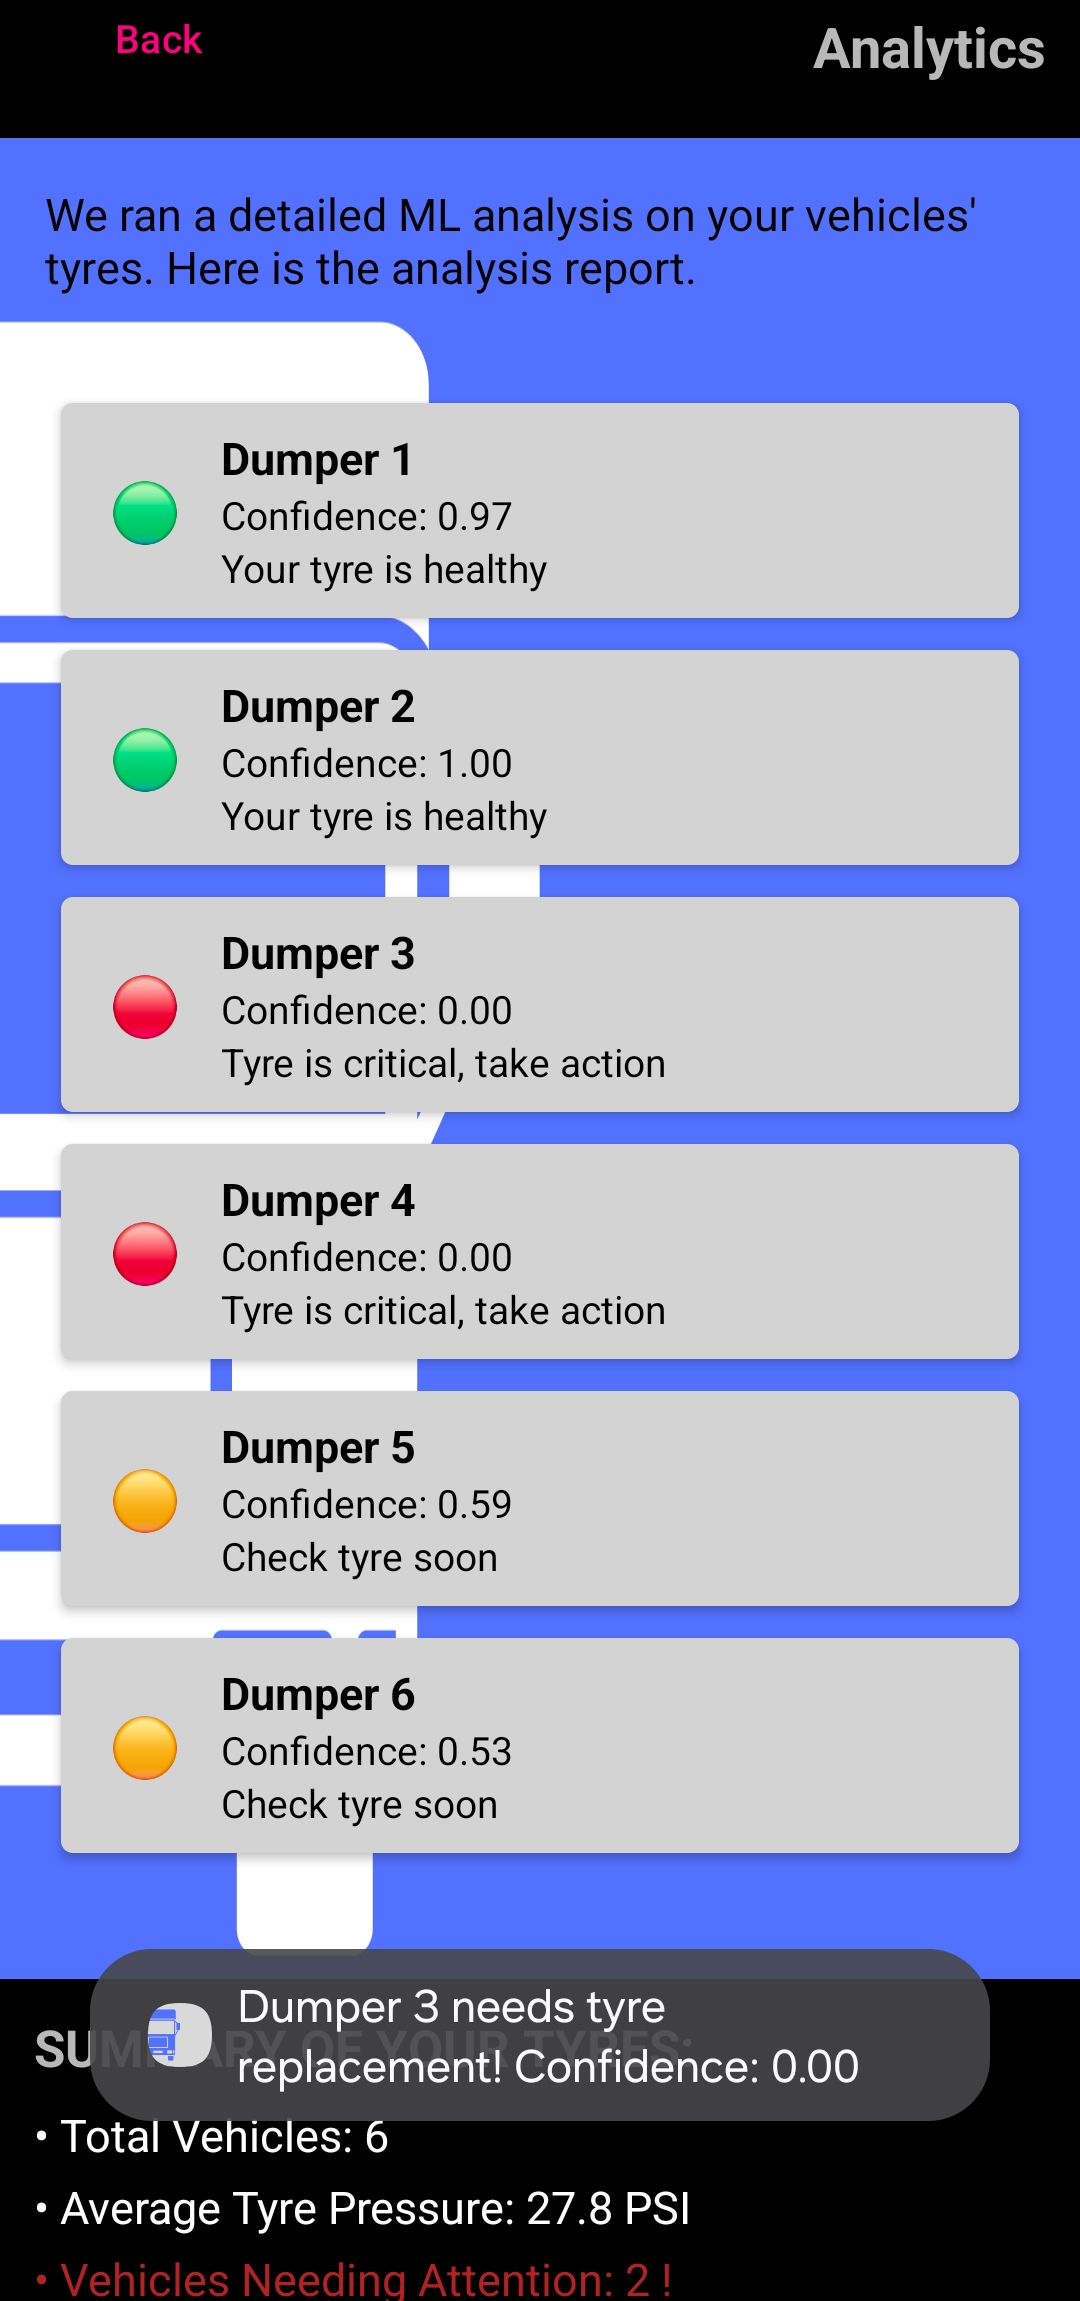 Back
Analytics
We ran a detailed ML analysis on your vehicles'
tyres. Here is the analysis report.
Dumper 1
Confidence: 0.97
Your tyre is healthy
Dumper 2
Confidence: 1.00
Your tyre is healthy
Dumper 3
Confidence: 0.00
Tyre is critical, take action
Dumper 4
Confidence: 0.00
Tyre is critical, take action
Dumper 5
Confidence: 0.59
Check tyre soon
Dumper 6
Confidence: 0.53
Check tyre soon
Dumper 3 needs tyre
replacement! Confidence: 0.00
SUMMARY OF YOUR TYRES:
• Total Vehicles: 6
• Average Tyre Pressure: 27.8 PSI
• Vehicles Needing Attention: 2 !